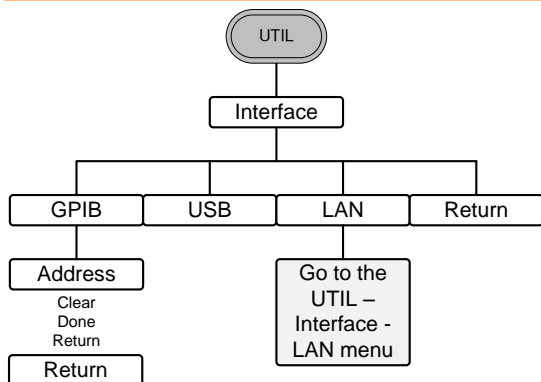 UTIL
Interface
GPIB
USB
LAN
Return
Address
Clear
Done
Return
Return
Go to the
UTIL –
Interface -
LAN menu